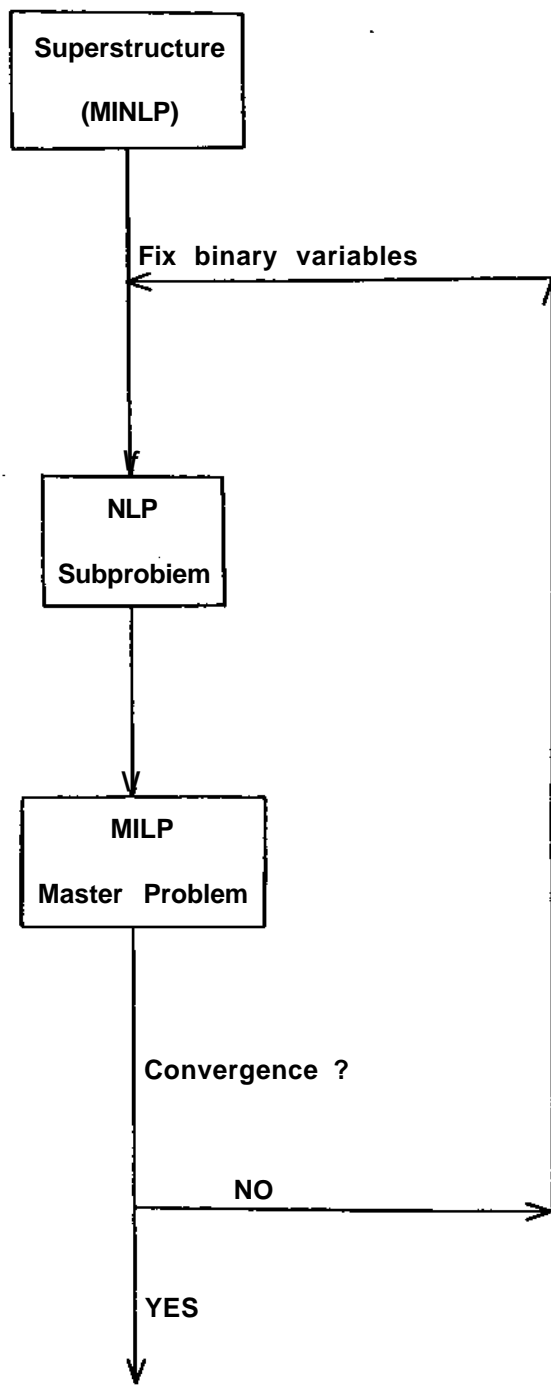 Superstructure
(MINLP)
Fix binary variables
NLP
Subprobiem
MILP
Master Problem
Convergence ?
NO
YES